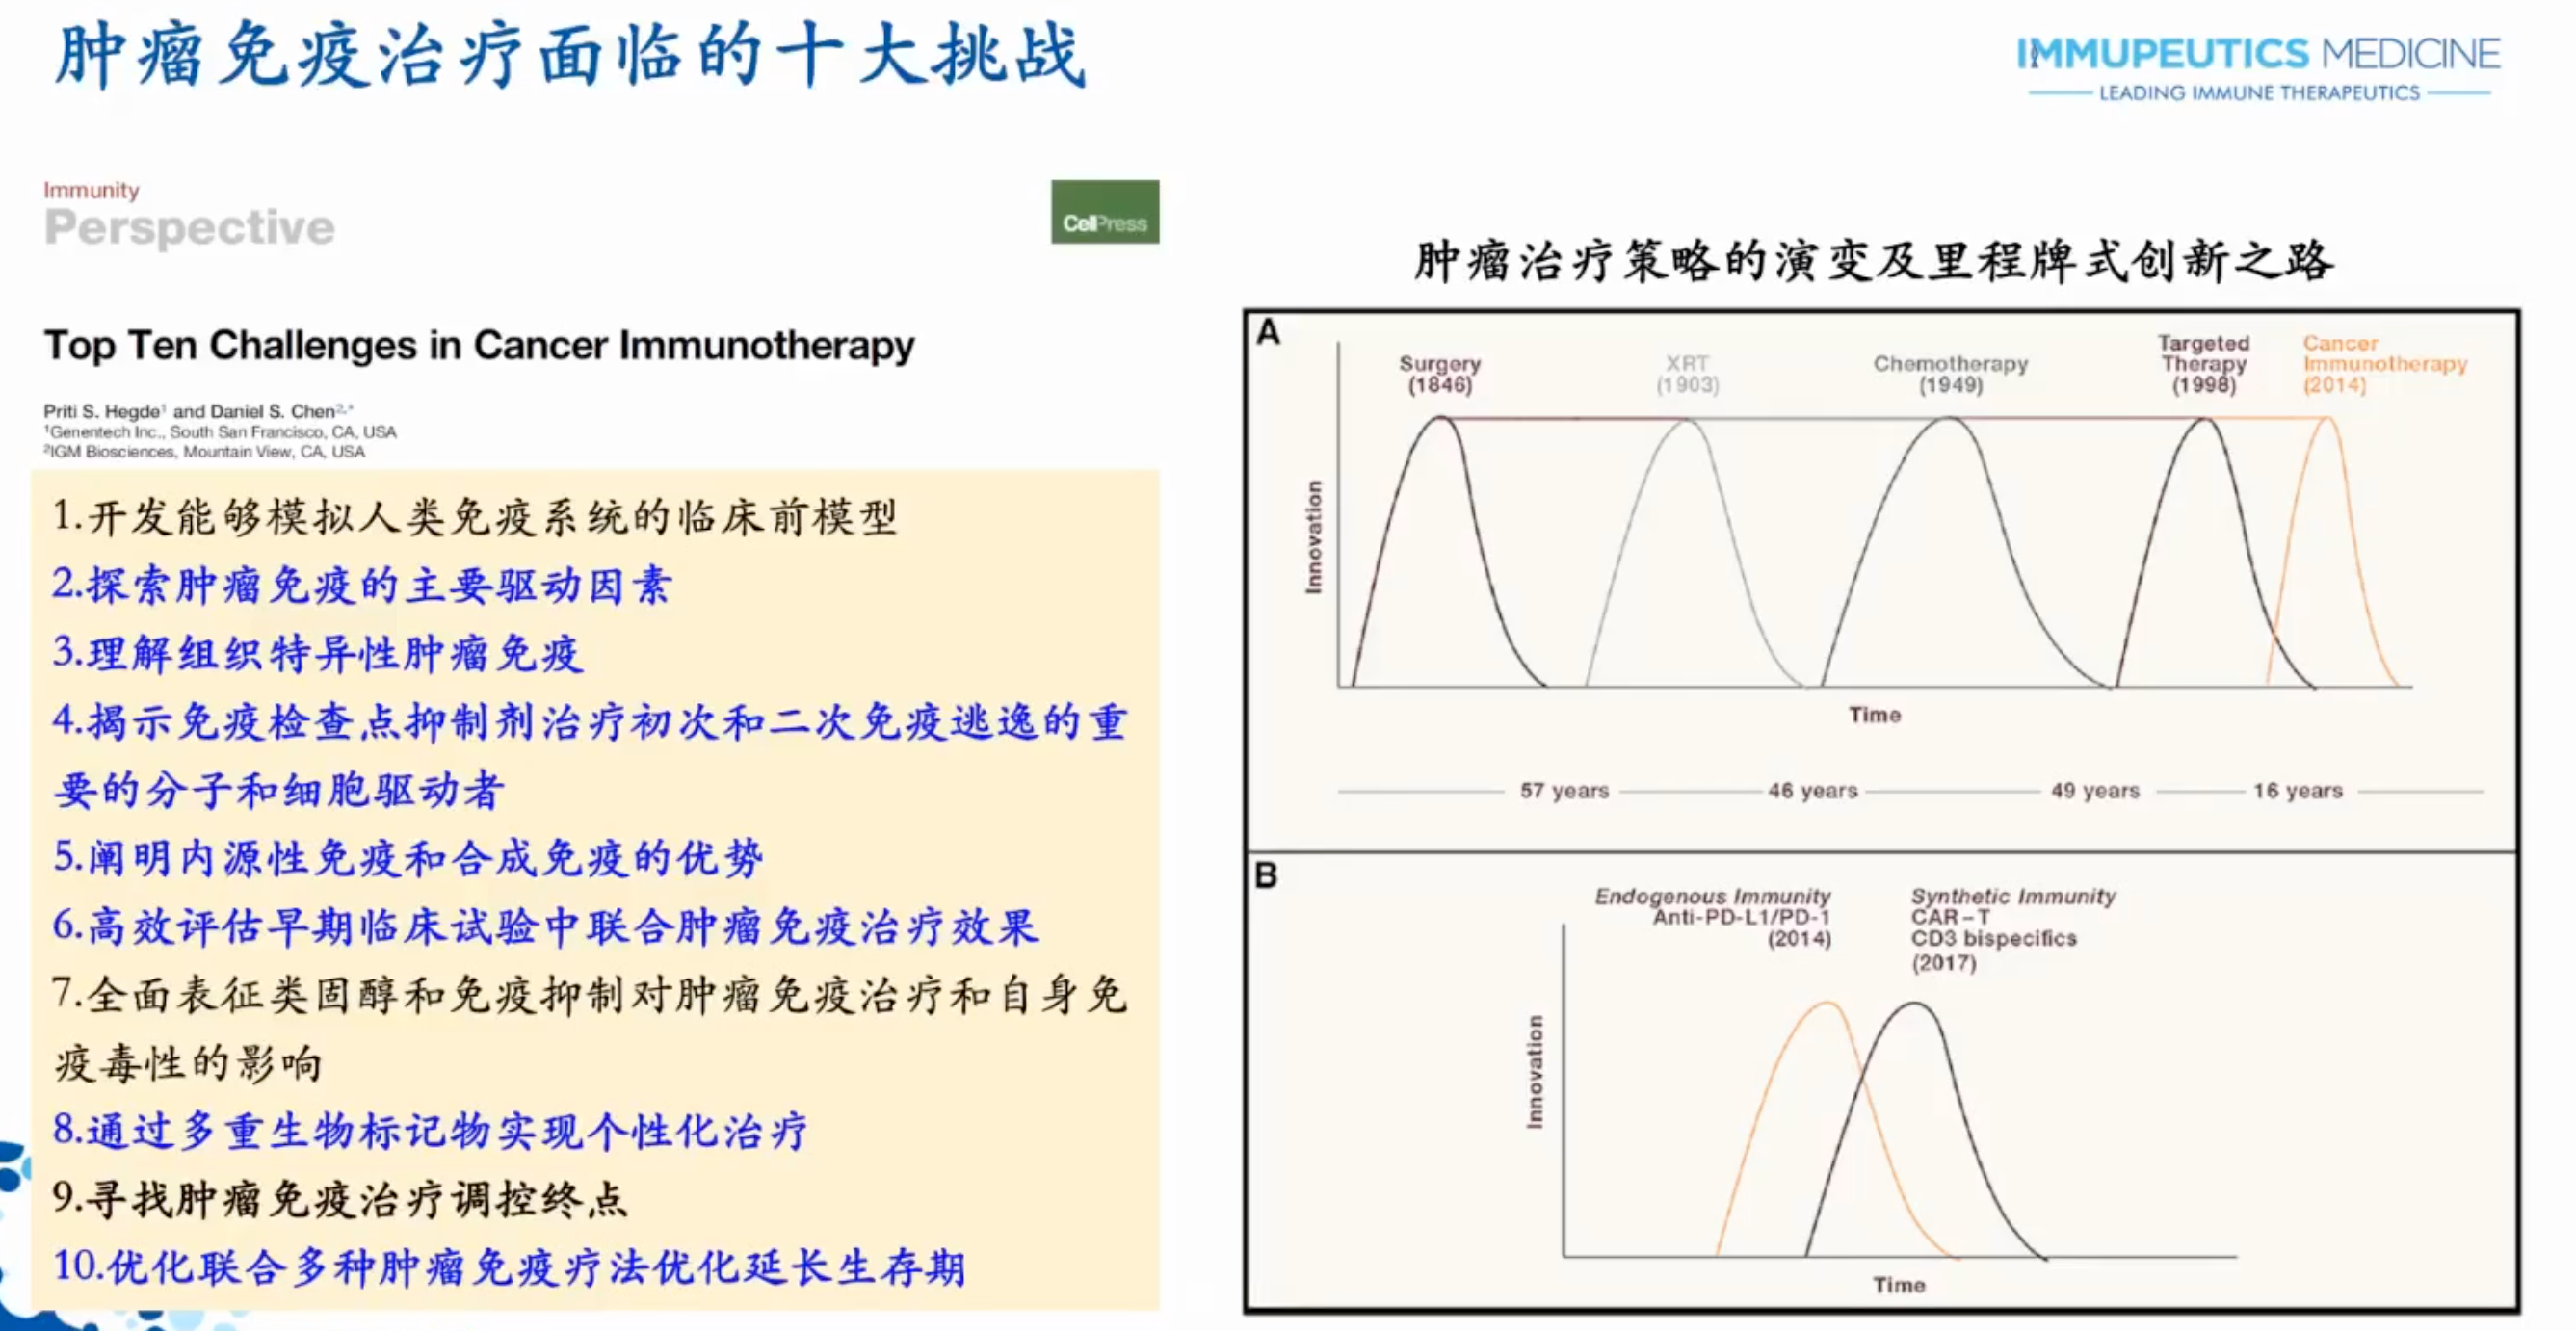 肿瘤免疫治疗面临的十大挑战
IMMUPEUTICS MEDICINE
LEADING IMMUNE THERAPEUTICS
Immunity
Perspective
CellPress
Top Ten Challenges in Cancer Immunotherapy
Priti S. Hegde1 and Daniel S. Chen2,*
1Genentech Inc., South San Francisco, CA, USA
2IGM Biosciences, Mountain View, CA, USA
1.开发能够模拟人类免疫系统的临床前模型
2.探索肿瘤免疫的主要驱动因素
3.理解组织特异性肿瘤免疫
4.揭示免疫检查点抑制剂治疗初次和二次免疫逃逸的重
要的分子和细胞驱动者
5.阐明内源性免疫和合成免疫的优势
6.高效评估早期临床试验中联合肿瘤免疫治疗效果
7.全面表征类固醇和免疫抑制对肿瘤免疫治疗和自身免
疫毒性的影响
8.通过多重生物标记物实现个性化治疗
9.寻找肿瘤免疫治疗调控终点
10.优化联合多种肿瘤免疫疗法优化延长生存期
肿瘤治疗策略的演变及里程牌式创新之路
A
Surgery
(1846)
XRT
(1903)
Chemotherapy
(1949)
Targeted
Therapy
(1998)
Cancer
Immunotherapy
(2014)
Innovation
Time
57 years
46 years
49 years
16 years
B
Endogenous Immunity
Anti-PD-L1/PD-1
(2014)
Synthetic Immunity
CAR-T
CD3 bispecifics
(2017)
Innovation
Time